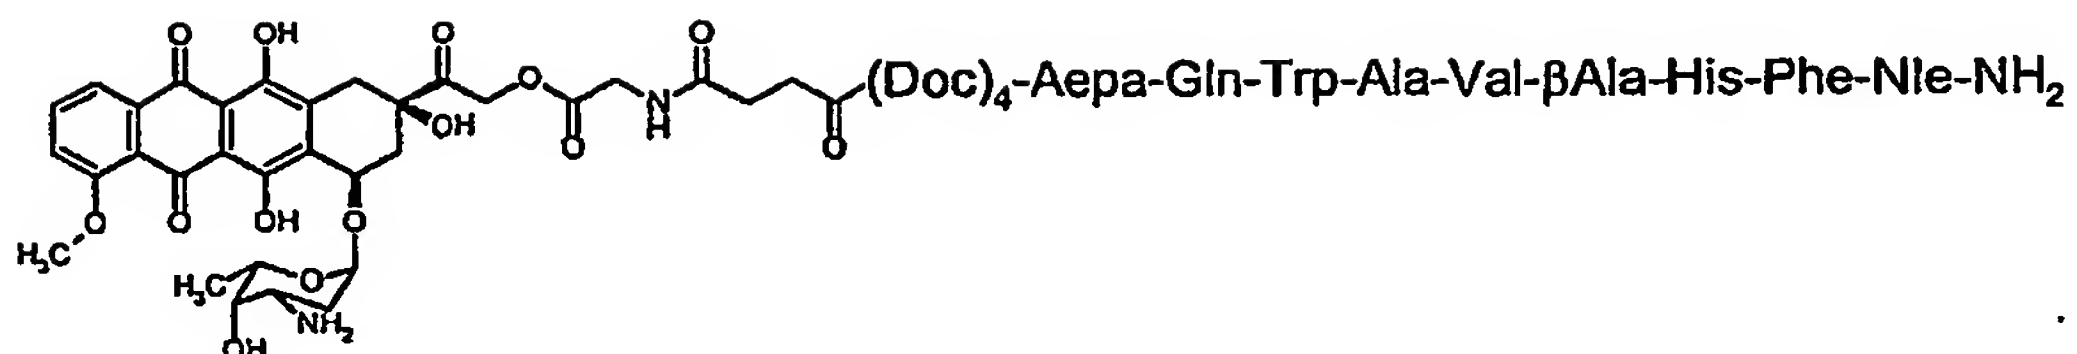 O OH O O
O
(Doc)4-Aepa-Gln-Trp-Ala-Val-βAla-His-Phe-Nle-NH2
OH O N H O
O O OH O
H3C
H3C O
NH2
OH